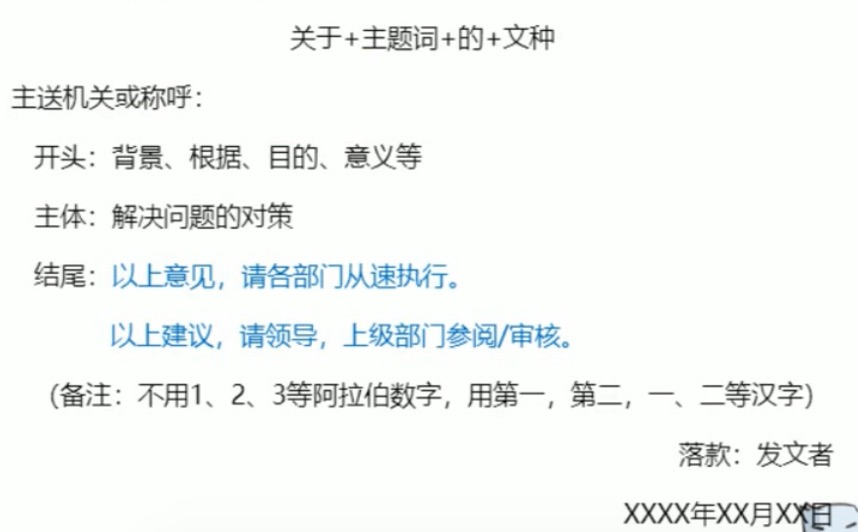 关于+主题词+的+文种
主送机关或称呼：
开头：背景、根据、目的、意义等
主体：解决问题的对策
结尾：以上意见，请各部门从速执行。
以上建议，请领导，上级部门参阅/审核。
（备注：不用1、2、3等阿拉伯数字，用第一，第二，一、二等汉字）
落款：发文者
XXXX年XX月XX日